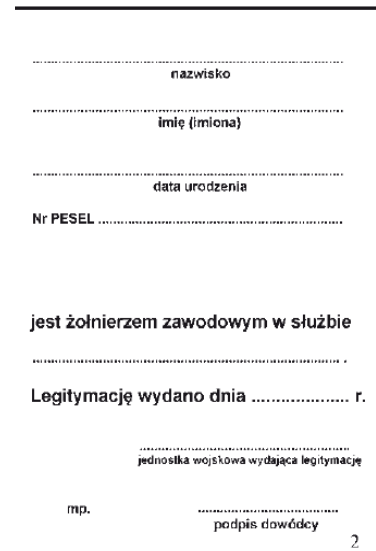 ........................................
nazwisko
........................................
imię (imiona)
........................................
data urodzenia
Nr PESEL ........................................
jest żołnierzem zawodowym w służbie
........................................ .
Legitymację wydano dnia .................... r.
........................................
jednostka wojskowa wydająca legitymację
mp. ........................................
podpis dowódcy
2